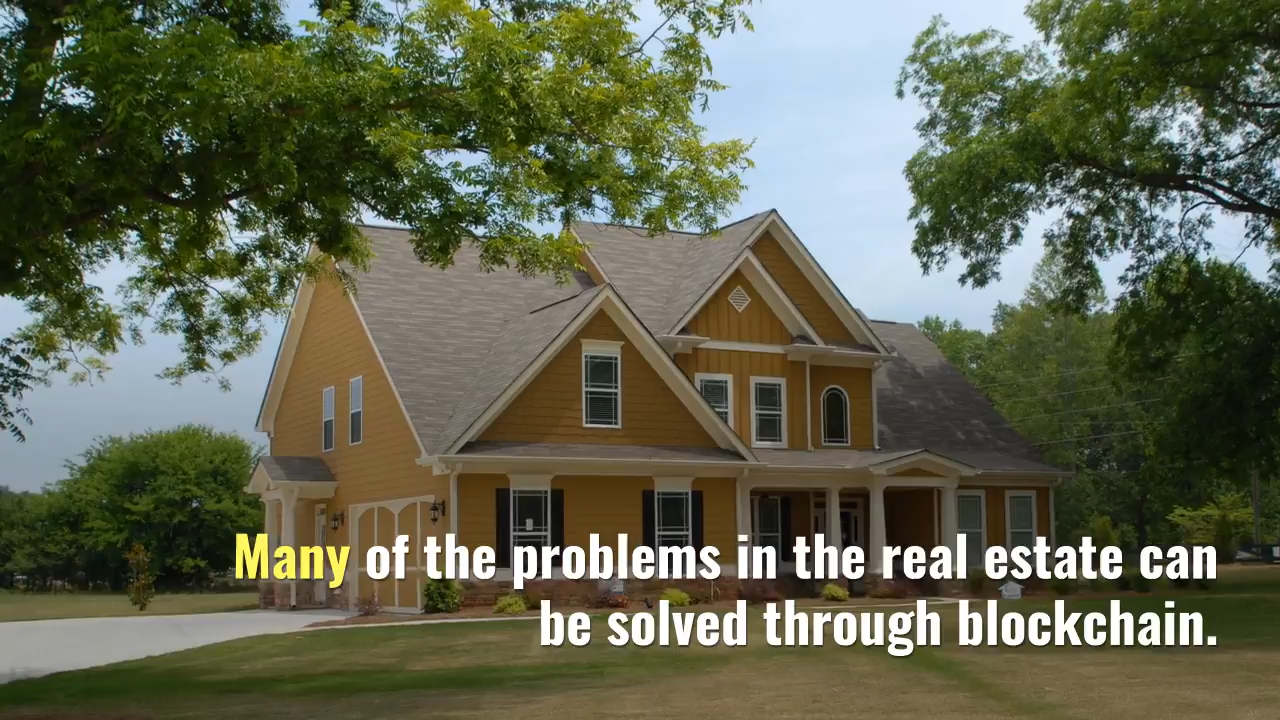 Many of the problems in the real estate can
be solved through blockchain.